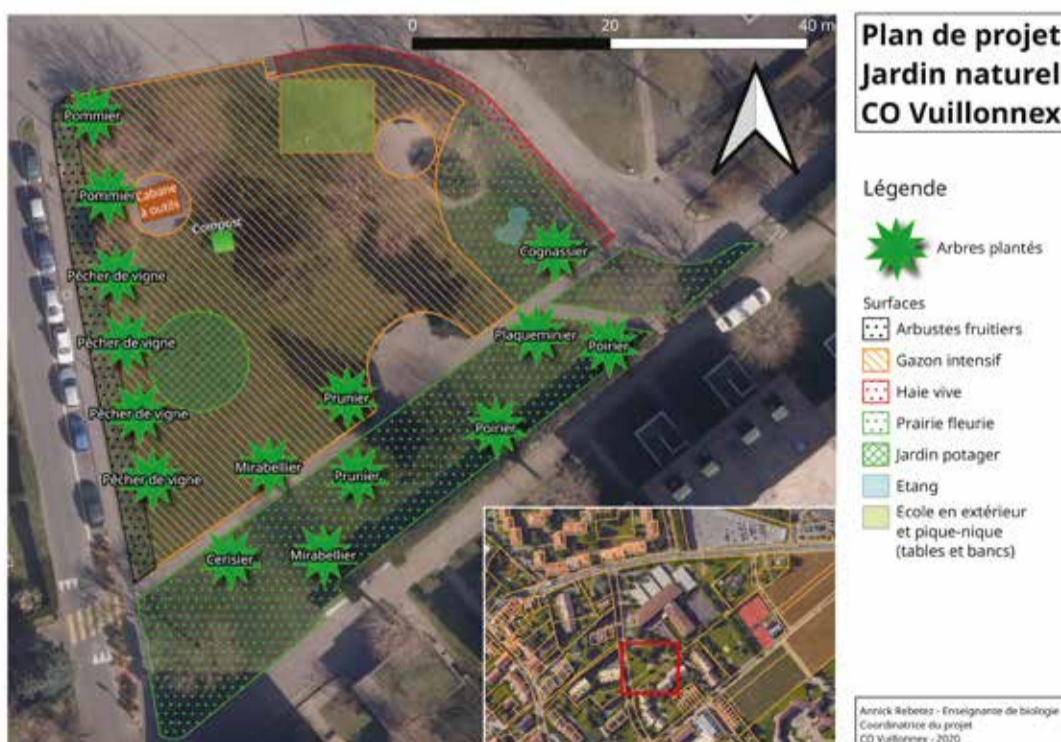 0 20 40 m
Plan de projet
Jardin naturel
CO Vuillonnex
Légende
Arbres plantés
Surfaces
Arbustes fruitiers
Gazon intensif
Haie vive
Prairie fleurie
Jardin potager
Etang
Ecole en extérieur
et pique-nique
(tables et bancs)
Pommier
Pommier
Cabane
à outils
Compost
Cognassier
Pêcher de vigne
Pêcher de vigne
Plaqueminier
Poirier
Pêcher de vigne
Prunier
Poirier
Pêcher de vigne
Mirabellier
Prunier
Cerisier
Mirabellier
Annick Rebetez - Enseignante de biologie
Coordinatrice du projet
CO Vuillonnex - 2020